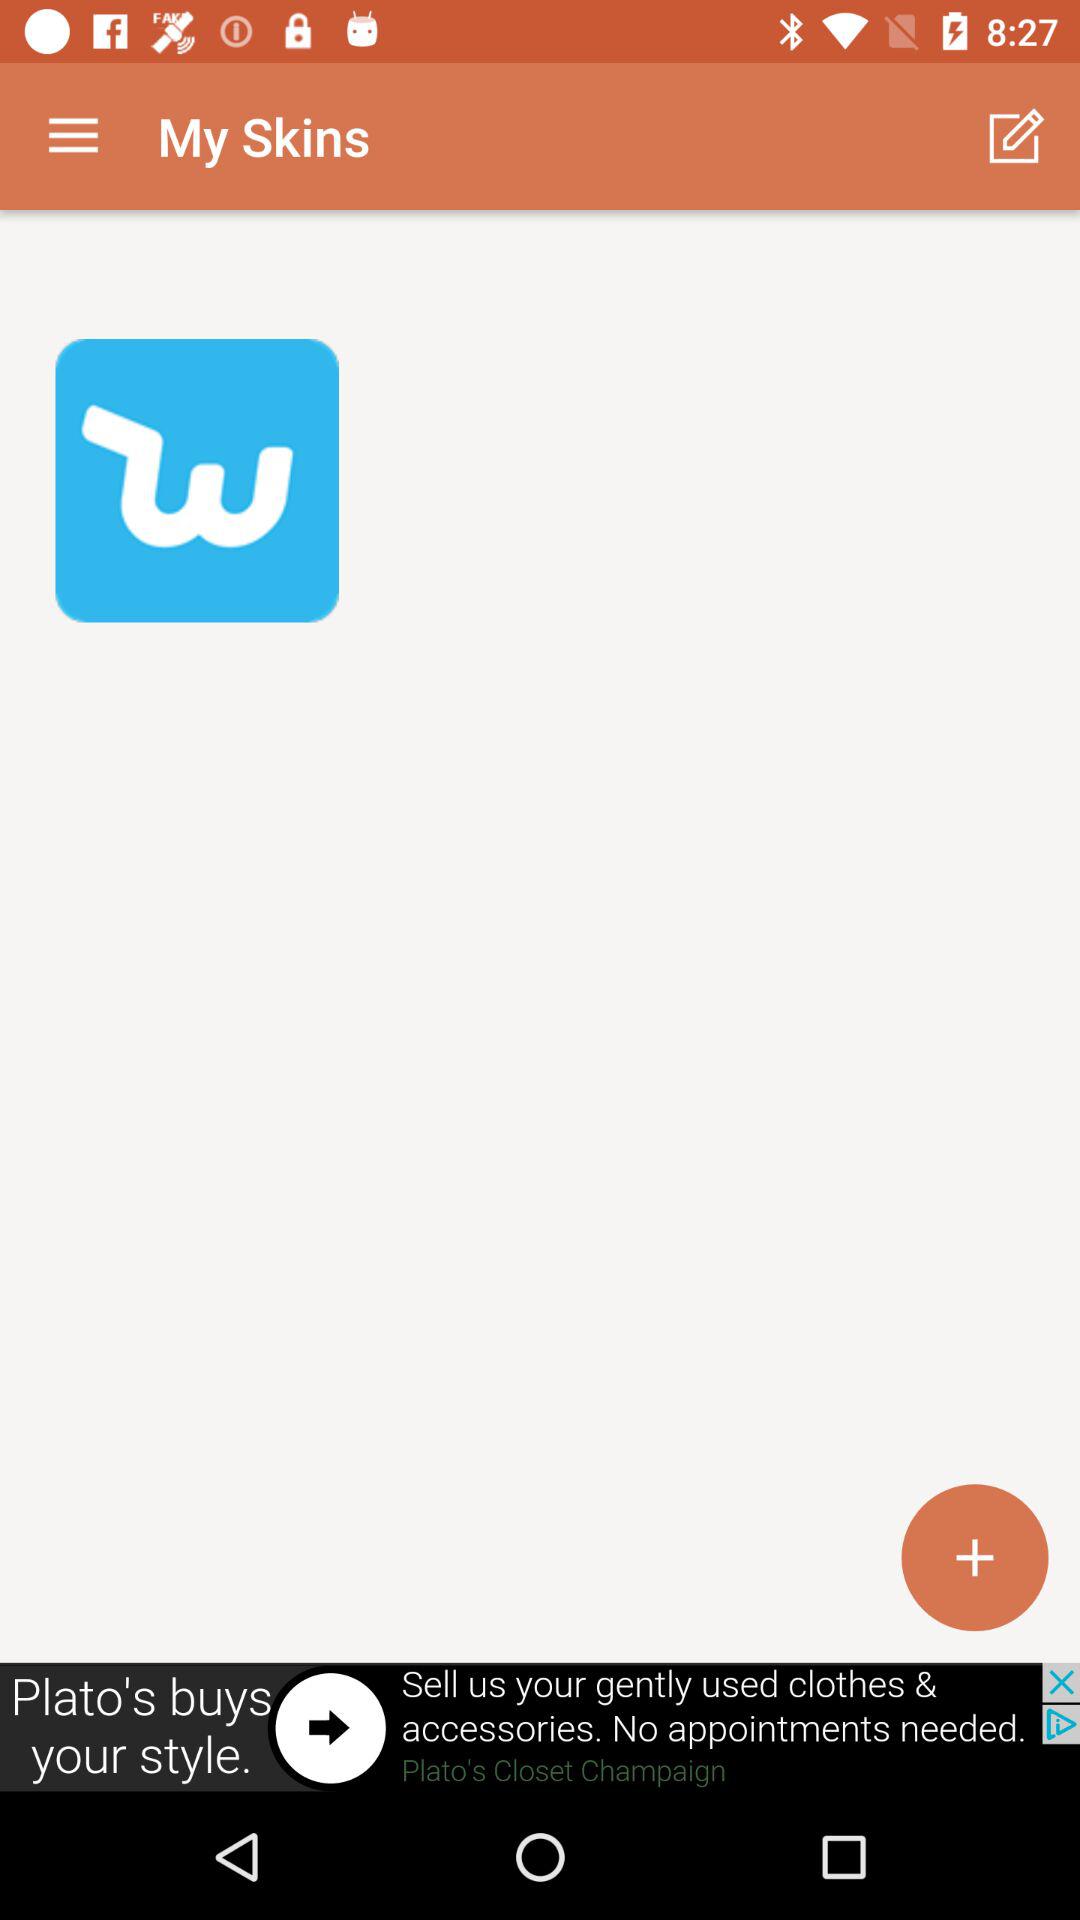 FAKE
8:27
My Skins
w
Plato's buys
your style.
Sell us your gently used clothes &
accessories. No appointments needed.
Plato's Closet Champaign